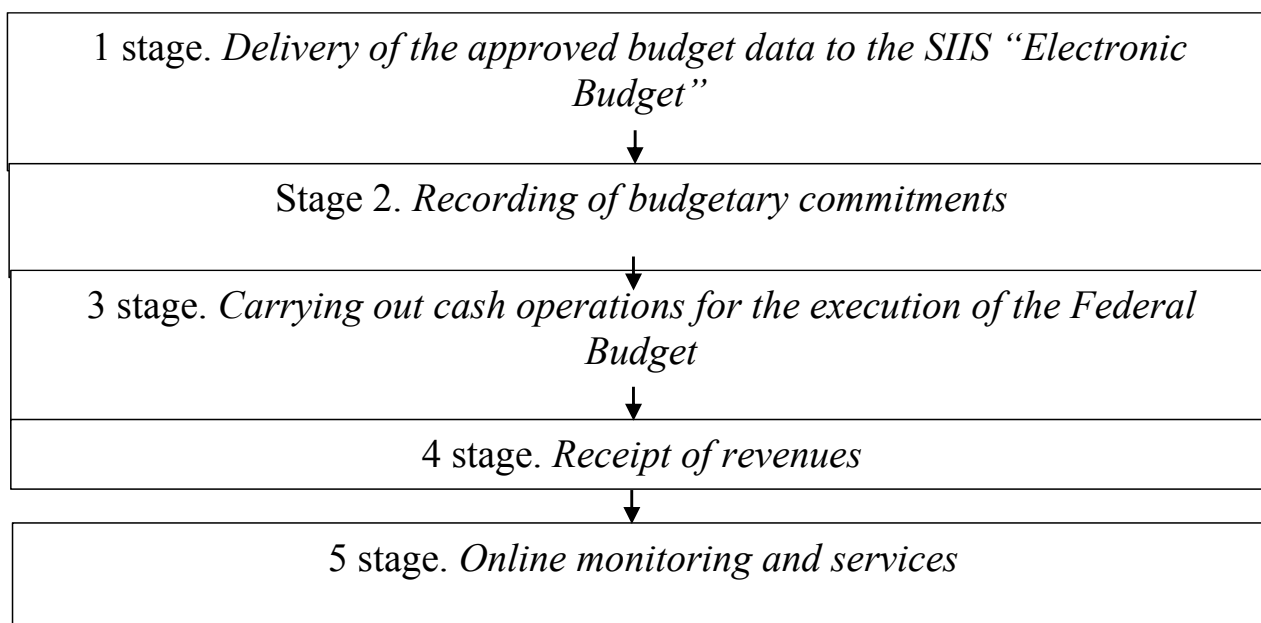 1 stage. Delivery of the approved budget data to the SIIS “Electronic
Budget”
Stage 2. Recording of budgetary commitments
3 stage. Carrying out cash operations for the execution of the Federal
Budget
4 stage. Receipt of revenues
5 stage. Online monitoring and services